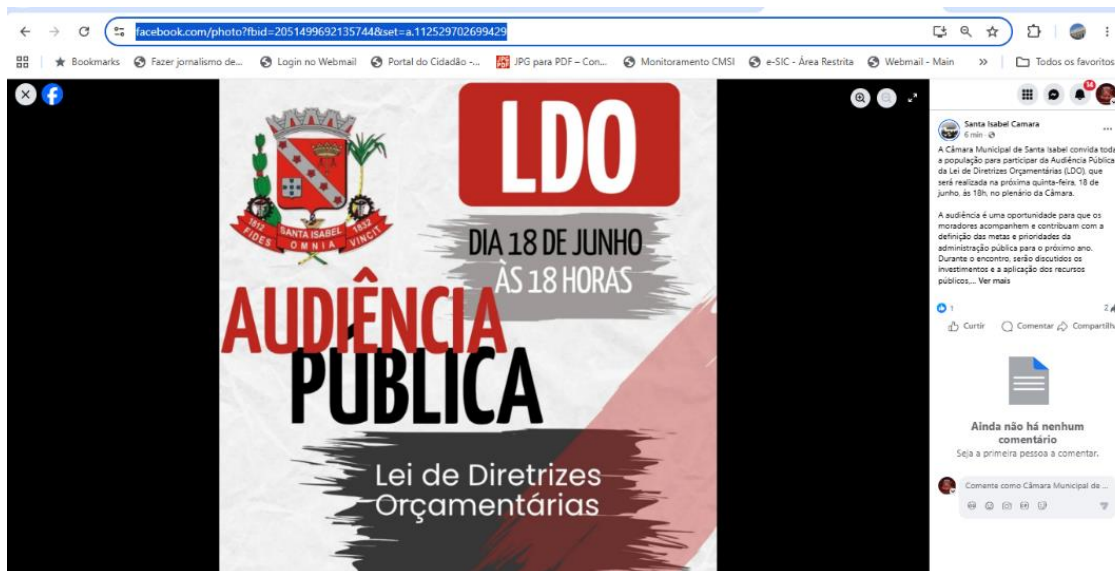 facebook.com/photo?fbid=2051499692135744&set=a.112529702699429
Bookmarks
Fazer jornalismo de...
Login no Webmail
Portal do Cidadão -...
JPG para PDF – Con...
Monitoramento CMSI
e-SIC - Área Restrita
Webmail - Main
»
Todos os favoritos
LDO
DIA 18 DE JUNHO
ÀS 18 HORAS
1812 SANTA ISABEL 1832
FIDES OMNIA VINCIT
AUDIÊNCIA
PÚBLICA
Lei de Diretrizes
Orçamentárias
14
Santa Isabel Camara
6 min ·
A Câmara Municipal de Santa Isabel convida toda
a população para participar da Audiência Pública
da Lei de Diretrizes Orçamentárias (LDO), que
será realizada na próxima quinta-feira, 18 de
junho, às 18h, no plenário da Câmara.
A audiência é uma oportunidade para que os
moradores acompanhem e contribuam com a
definição das metas e prioridades da
administração pública para o próximo ano.
Durante o encontro, serão discutidos os
investimentos e a aplicação dos recursos
públicos,... Ver mais
1
2
Curtir
Comentar
Compartilh
Ainda não há nenhum
comentário
Seja a primeira pessoa a comentar.
Comente como Câmara Municipal de ...